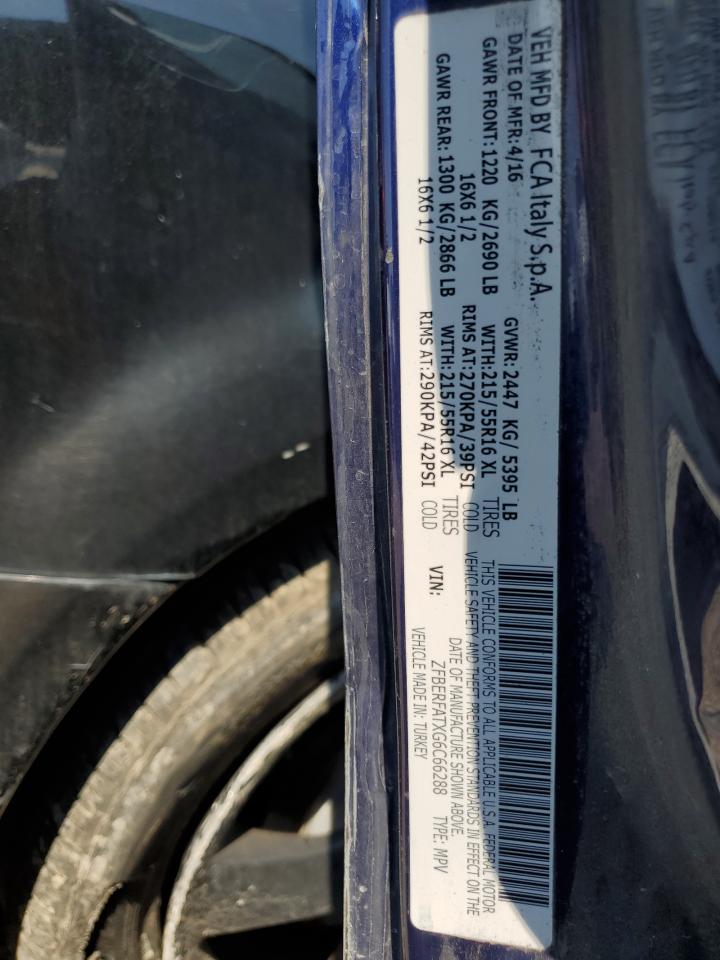 VEH MFD BY FCA Italy S.p.A.
DATE OF MFR: 4/16 GVWR: 2447 KG/ 5395 LB
GAWR FRONT: 1220 KG/2690 LB WITH: 215/55R16 XL TIRES
16X6 1/2 RIMS AT: 270KPA/39PSI COLD
GAWR REAR: 1300 KG/2866 LB WITH: 215/55R16 XL TIRES
16X6 1/2 RIMS AT: 290KPA/42PSI COLD
THIS VEHICLE CONFORMS TO ALL APPLICABLE U.S.A. FEDERAL MOTOR
VEHICLE SAFETY AND THEFT PREVENTION STANDARDS IN EFFECT ON THE
DATE OF MANUFACTURE SHOWN ABOVE.
VIN: ZFBERFATXG6C66288 TYPE: MPV
VEHICLE MADE IN: TURKEY